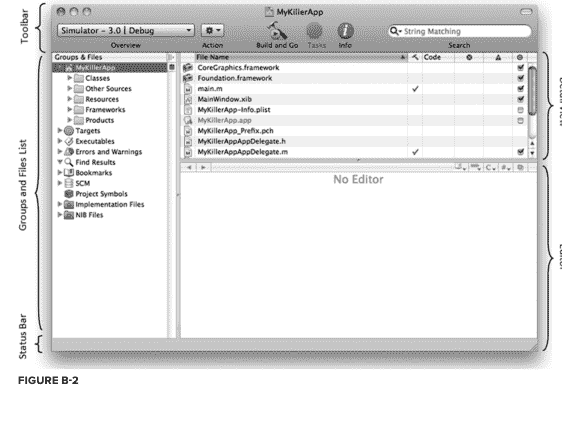 MyKillerApp
Toolbar
Simulator - 3.0 | Debug
Overview
Action
Build and Go
Tasks
Info
String Matching
Search
Groups & Files
MyKillerApp
Classes
Other Sources
Resources
Frameworks
Products
Targets
Executables
Errors and Warnings
Find Results
Bookmarks
SCM
Project Symbols
Implementation Files
NIB Files
File Name
Code
CoreGraphics.framework
Foundation.framework
main.m
MainWindow.xib
MyKillerApp-Info.plist
MyKillerApp.app
MyKillerApp_Prefix.pch
MyKillerAppAppDelegate.h
MyKillerAppAppDelegate.m
No Editor
Groups and Files List
Status Bar
FIGURE B-2